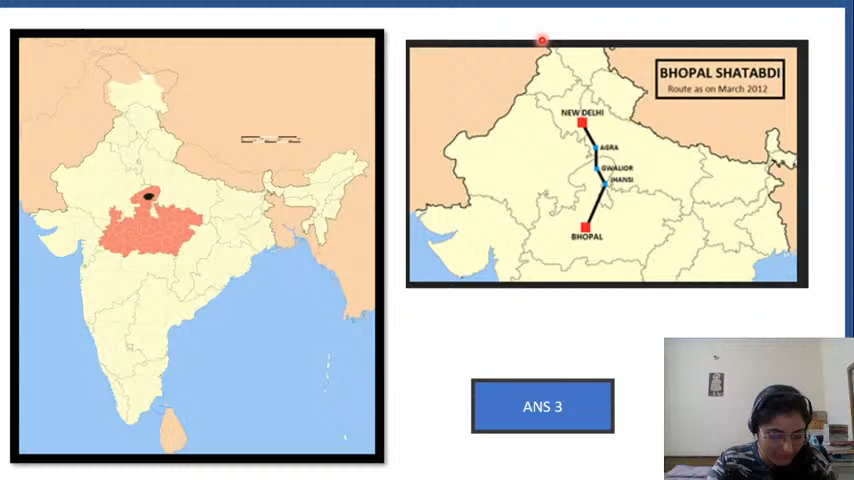 BHOPAL SHATABDI
Route as on March 2012
NEW DELHI
AGRA
GWALIOR
JHANSI
BHOPAL
ANS 3